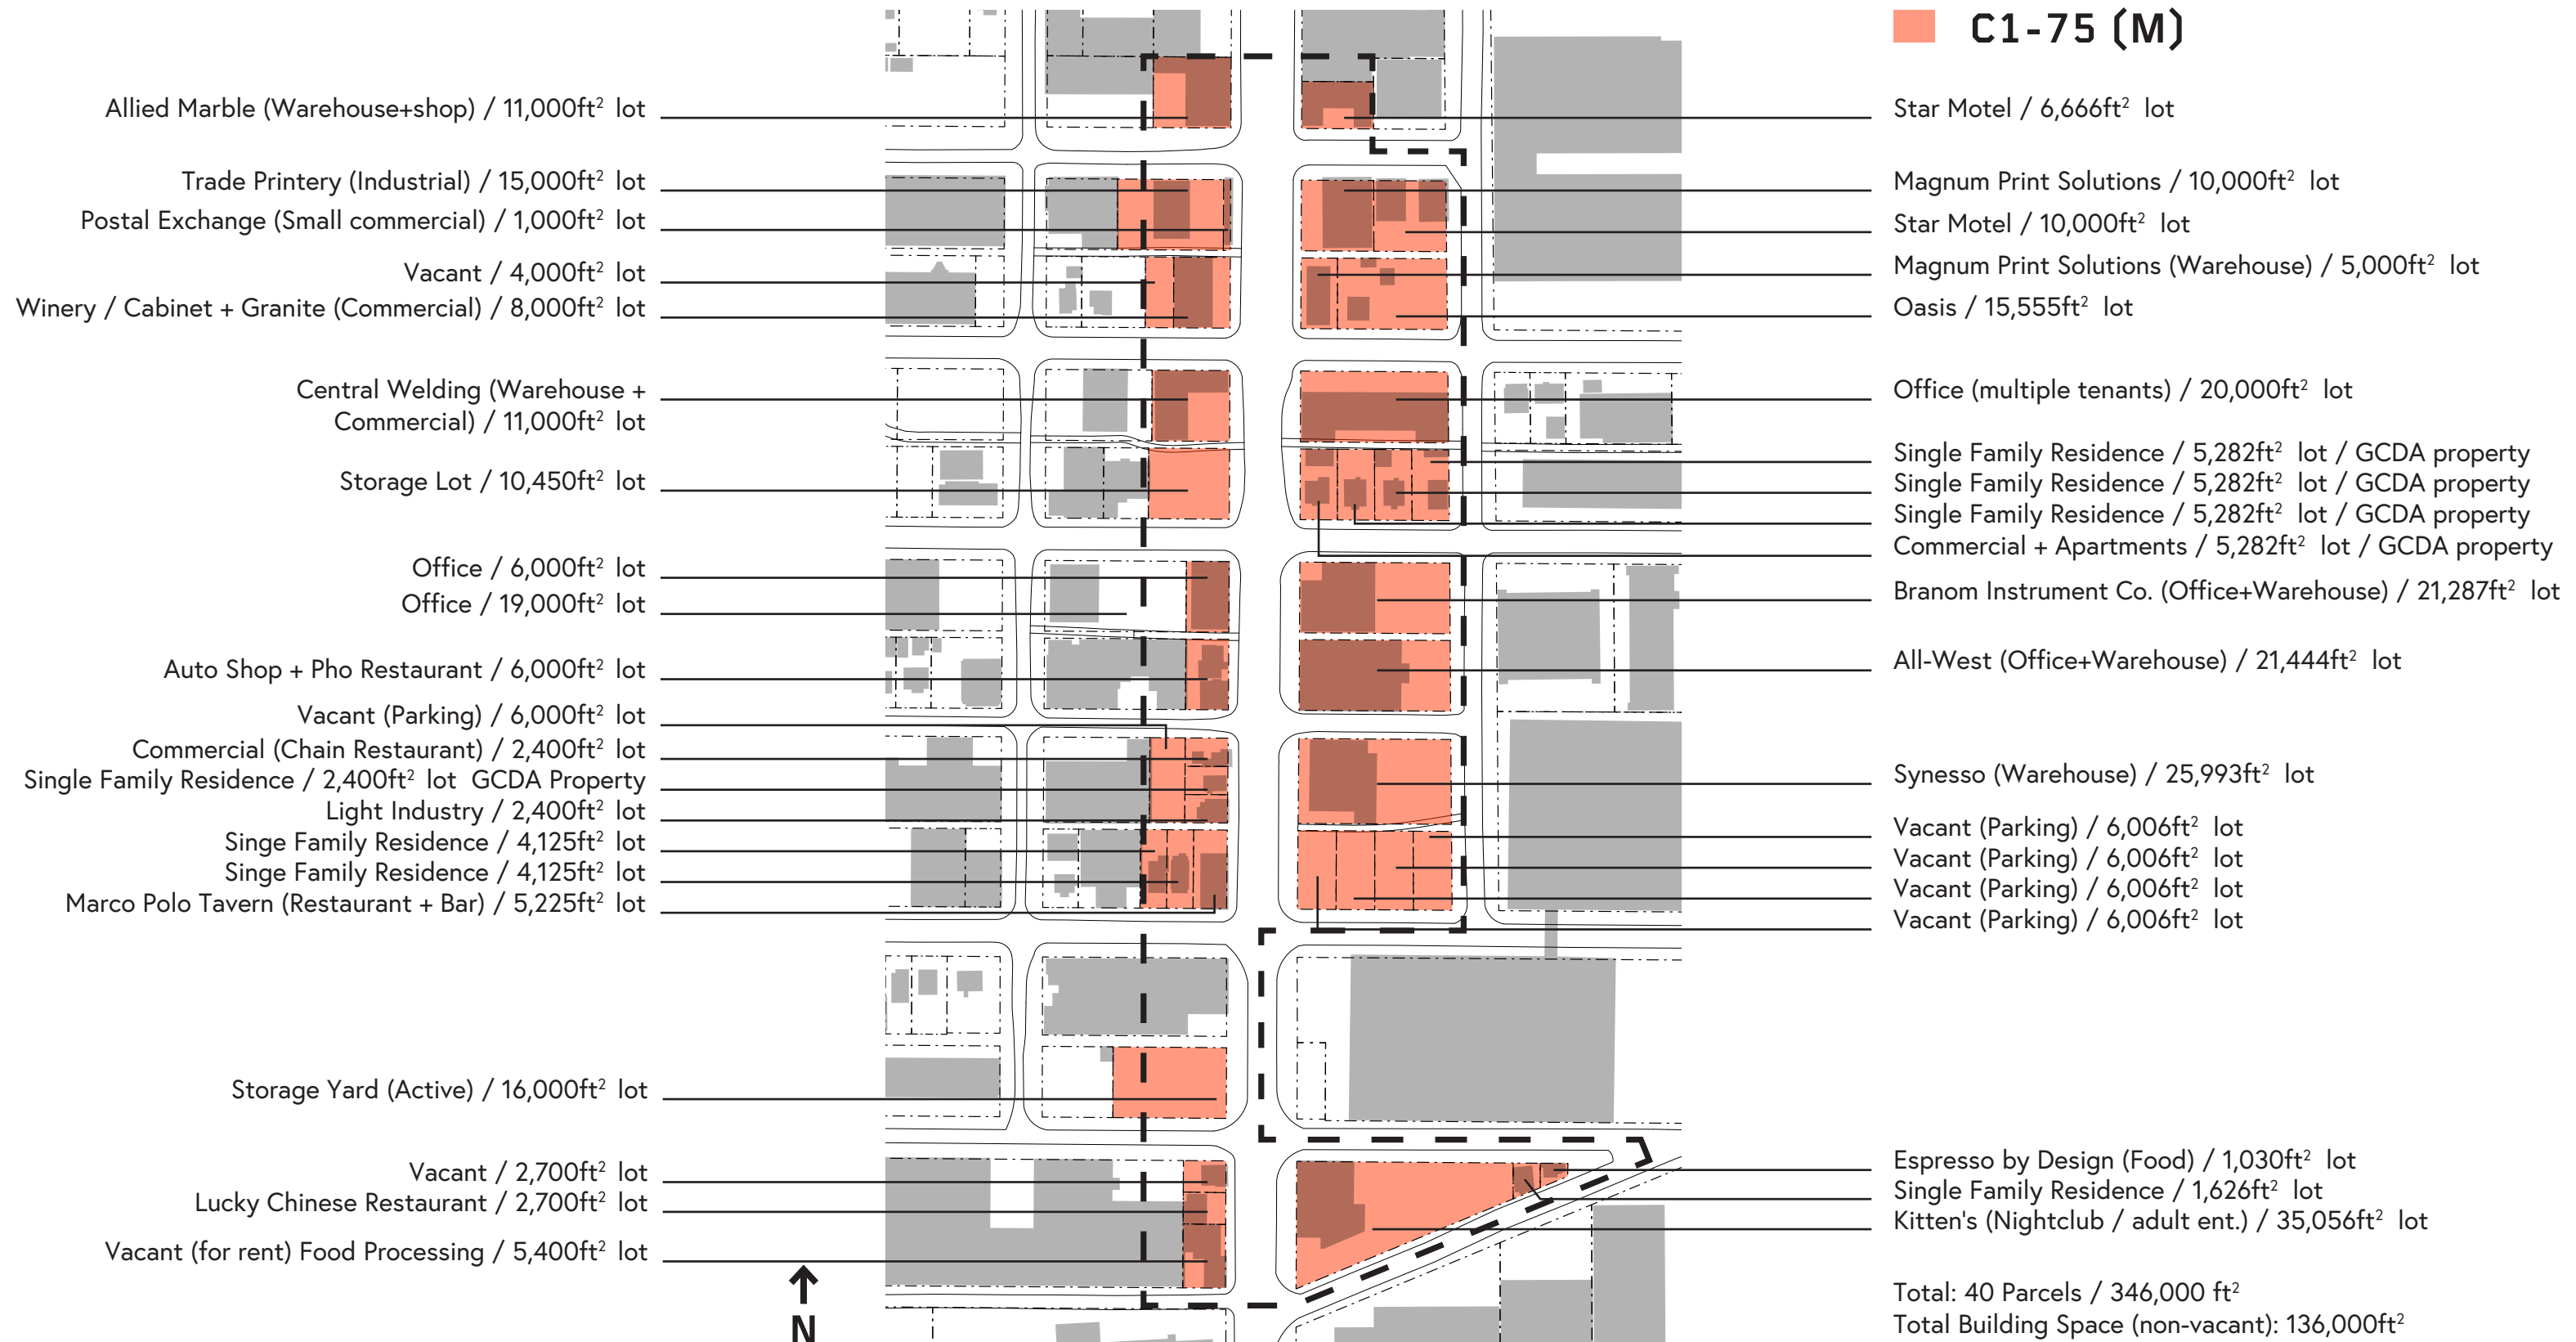 C1-75 (M)
Allied Marble (Warehouse+shop) / 11,000ft² lot
Trade Printery (Industrial) / 15,000ft² lot
Postal Exchange (Small commercial) / 1,000ft² lot
Vacant / 4,000ft² lot
Winery / Cabinet + Granite (Commercial) / 8,000ft² lot
Central Welding (Warehouse +
Commercial) / 11,000ft² lot
Storage Lot / 10,450ft² lot
Office / 6,000ft² lot
Office / 19,000ft² lot
Auto Shop + Pho Restaurant / 6,000ft² lot
Vacant (Parking) / 6,000ft² lot
Commercial (Chain Restaurant) / 2,400ft² lot
Single Family Residence / 2,400ft² lot GCDA Property
Light Industry / 2,400ft² lot
Singe Family Residence / 4,125ft² lot
Singe Family Residence / 4,125ft² lot
Marco Polo Tavern (Restaurant + Bar) / 5,225ft² lot
Storage Yard (Active) / 16,000ft² lot
Vacant / 2,700ft² lot
Lucky Chinese Restaurant / 2,700ft² lot
Vacant (for rent) Food Processing / 5,400ft² lot
N
Star Motel / 6,666ft² lot
Magnum Print Solutions / 10,000ft² lot
Star Motel / 10,000ft² lot
Magnum Print Solutions (Warehouse) / 5,000ft² lot
Oasis / 15,555ft² lot
Office (multiple tenants) / 20,000ft² lot
Single Family Residence / 5,282ft² lot / GCDA property
Single Family Residence / 5,282ft² lot / GCDA property
Single Family Residence / 5,282ft² lot / GCDA property
Commercial + Apartments / 5,282ft² lot / GCDA property
Branom Instrument Co. (Office+Warehouse) / 21,287ft² lot
All-West (Office+Warehouse) / 21,444ft² lot
Synesso (Warehouse) / 25,993ft² lot
Vacant (Parking) / 6,006ft² lot
Vacant (Parking) / 6,006ft² lot
Vacant (Parking) / 6,006ft² lot
Vacant (Parking) / 6,006ft² lot
Espresso by Design (Food) / 1,030ft² lot
Single Family Residence / 1,626ft² lot
Kitten's (Nightclub / adult ent.) / 35,056ft² lot
Total: 40 Parcels / 346,000 ft²
Total Building Space (non-vacant): 136,000ft²